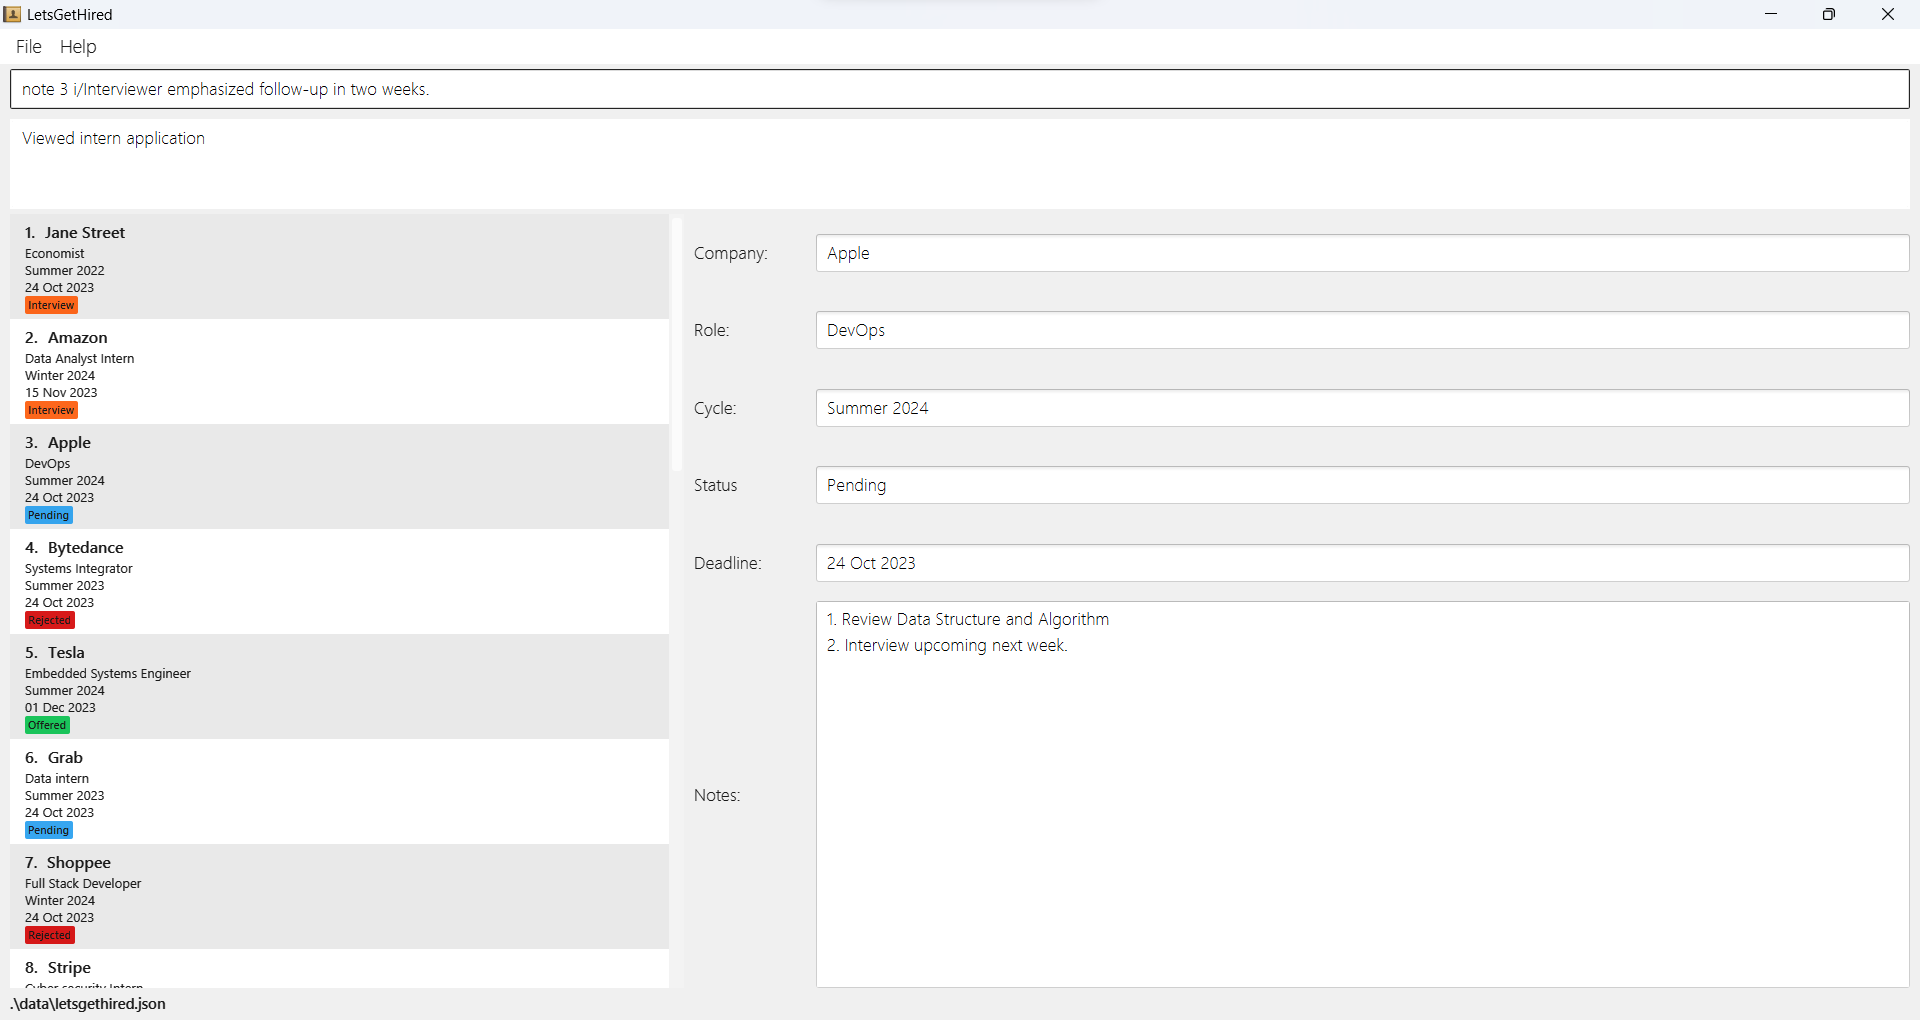 LetsGetHired
File Help
note 3 i/Interviewer emphasized follow-up in two weeks.
Viewed intern application
1. Jane Street
Economist
Summer 2022
24 Oct 2023
Interview
2. Amazon
Data Analyst Intern
Winter 2024
15 Nov 2023
Interview
3. Apple
DevOps
Summer 2024
24 Oct 2023
Pending
4. Bytedance
Systems Integrator
Summer 2023
24 Oct 2023
Rejected
5. Tesla
Embedded Systems Engineer
Summer 2024
01 Dec 2023
Offered
6. Grab
Data intern
Summer 2023
24 Oct 2023
Pending
7. Shoppee
Full Stack Developer
Winter 2024
24 Oct 2023
Rejected
8. Stripe
Cyber security Intern
Company: Apple
Role: DevOps
Cycle: Summer 2024
Status Pending
Deadline: 24 Oct 2023
Notes:
1. Review Data Structure and Algorithm
2. Interview upcoming next week.
.\data\letsgethired.json